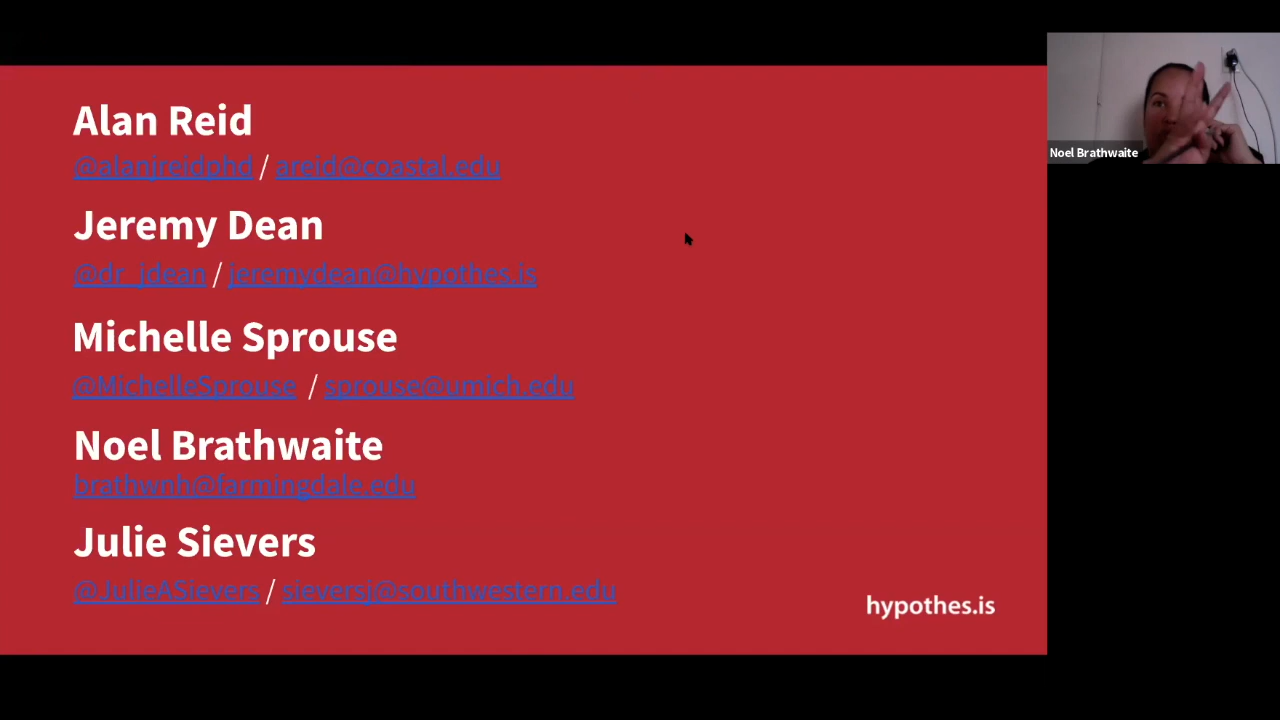 Alan Reid
@alanjreidphd / areid@coastal.edu
Jeremy Dean
@dr_jdean / jeremydean@hypothes.is
Michelle Sprouse
@MichelleSprouse / sprouse@umich.edu
Noel Brathwaite
brathwnh@farmingdale.edu
Julie Sievers
@JulieASievers / sieversj@southwestern.edu
hypothes.is
Noel Brathwaite